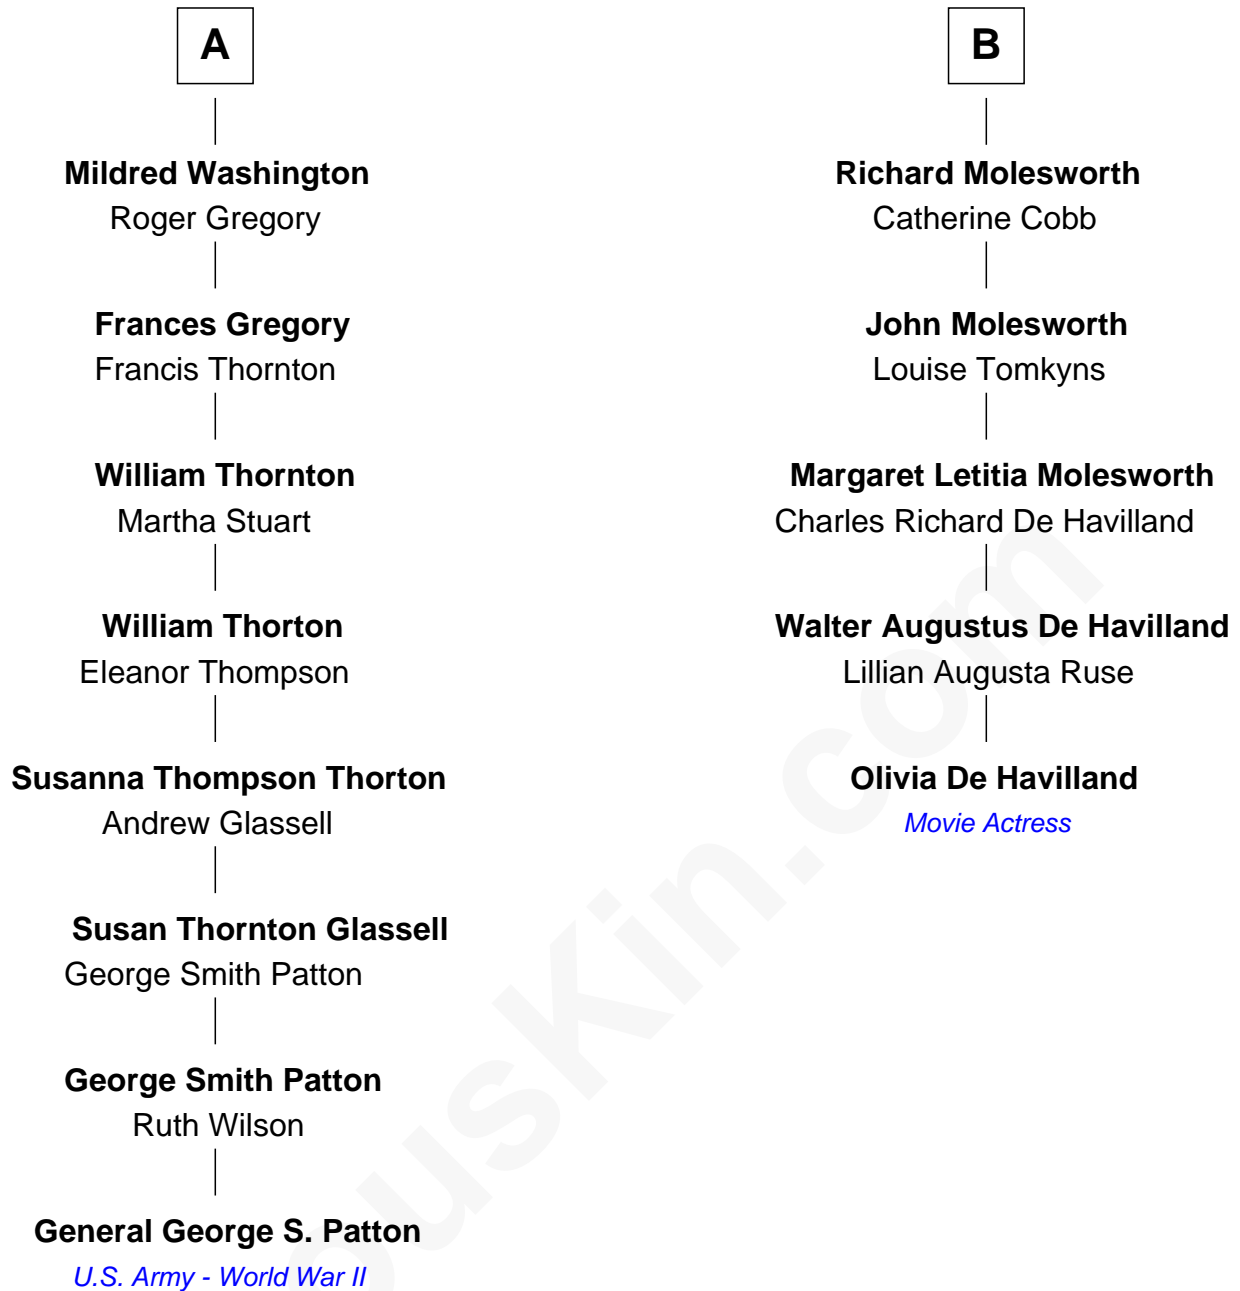 A
Mildred Washington
Roger Gregory
Frances Gregory
Francis Thornton
William Thornton
Martha Stuart
William Thorton
Eleanor Thompson
Susanna Thompson Thorton
Andrew Glassell
Susan Thornton Glassell
George Smith Patton
George Smith Patton
Ruth Wilson
General George S. Patton
U.S. Army - World War II
B
Richard Molesworth
Catherine Cobb
John Molesworth
Louise Tomkyns
Margaret Letitia Molesworth
Charles Richard De Havilland
Walter Augustus De Havilland
Lillian Augusta Ruse
Olivia De Havilland
Movie Actress
ousKin.com